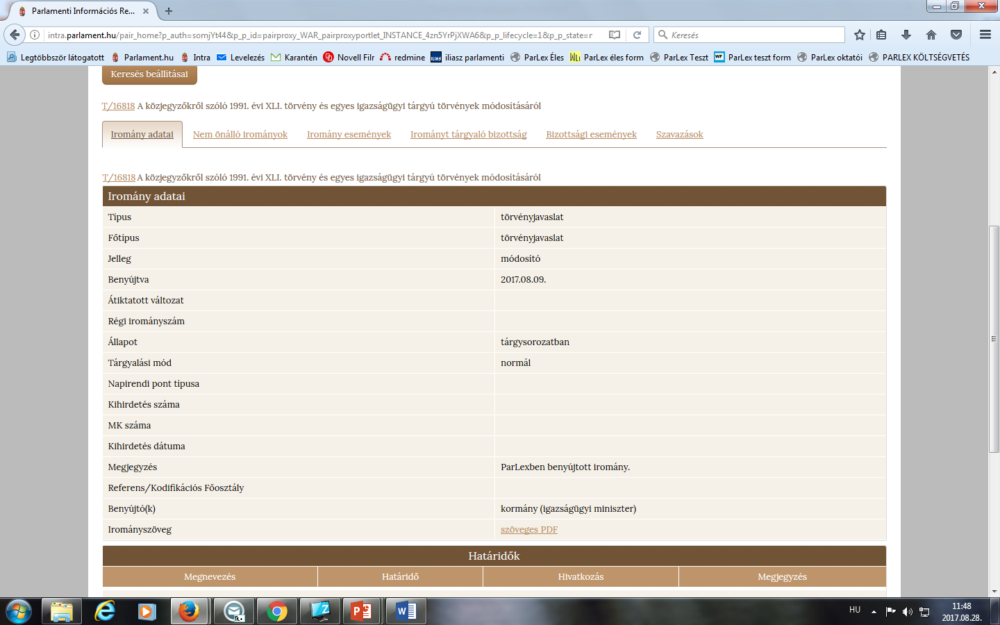 Parlamenti Információs Re...
intra.parlament.hu/pair_home?p_auth=somjYt44&p_p_id=pairproxy_WAR_pairproxyportlet_INSTANCE_4zn5YrPjXWA6&p_p_lifecycle=1&p_p_state=n
Keresés
Legtöbbször látogatott Parlament.hu Intra Levelezés Karantén Novell Filr redmine iliasz parlamenti ParLex Éles ParLex éles form ParLex Teszt ParLex teszt form ParLex oktatói PARLEX KÖLTSÉGVETÉS
Keresés beállításai
T/16818 A közjegyzőkről szóló 1991. évi XLI. törvény és egyes igazságügyi tárgyú törvények módosításáról
Iromány adatai Nem önálló irományok Iromány események Irományt tárgyaló bizottság Bizottsági események Szavazások
T/16818 A közjegyzőkről szóló 1991. évi XLI. törvény és egyes igazságügyi tárgyú törvények módosításáról
Iromány adatai
Típus törvényjavaslat
Főtípus törvényjavaslat
Jelleg módosító
Benyújtva 2017.08.09.
Átiktatott változat
Régi irományszám
Állapot tárgysorozatban
Tárgyalási mód normál
Napirendi pont típusa
Kihirdetés száma
MK száma
Kihirdetés dátuma
Megjegyzés ParLexben benyújtott iromány.
Referens/Kodifikációs Főosztály
Benyújtó(k) kormány (igazságügyi miniszter)
Irományszöveg szöveges PDF
Határidők
Megnevezés Határidő Hivatkozás Megjegyzés
1k+
HU 11:48
2017.08.28.